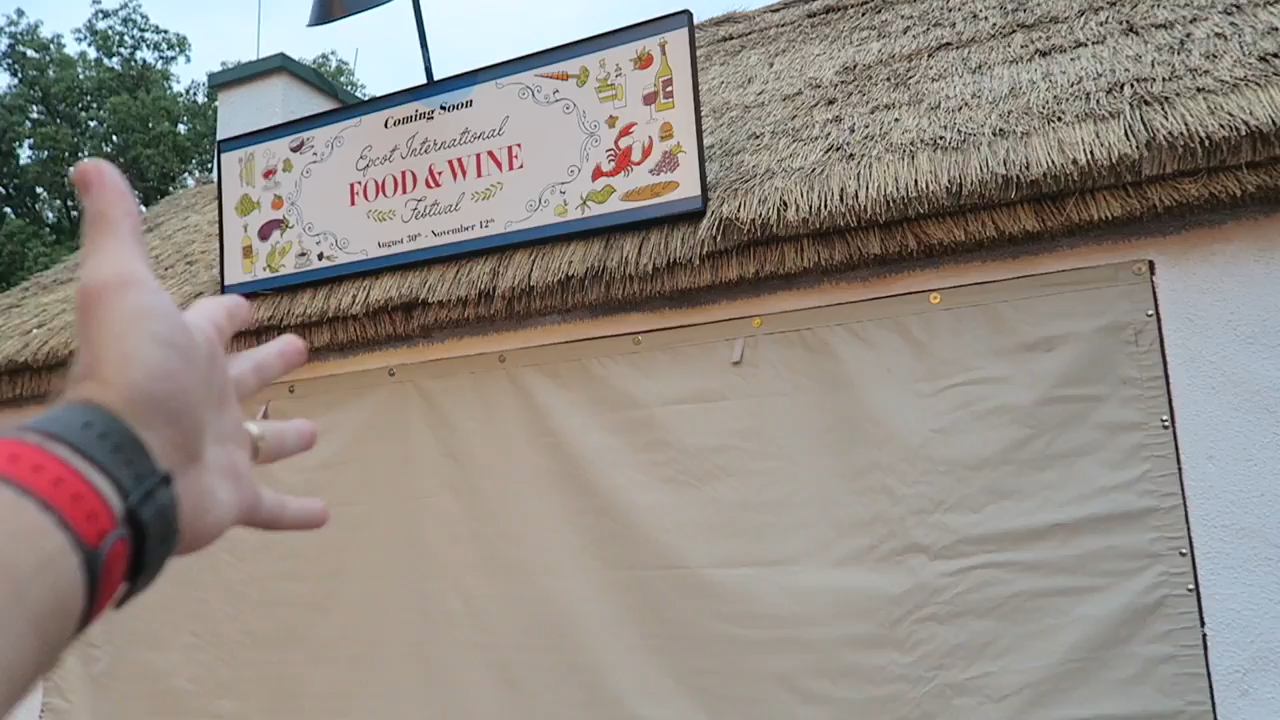 Coming Soon
Epcot International
FOOD & WINE
Festival
August 30th - November 12th